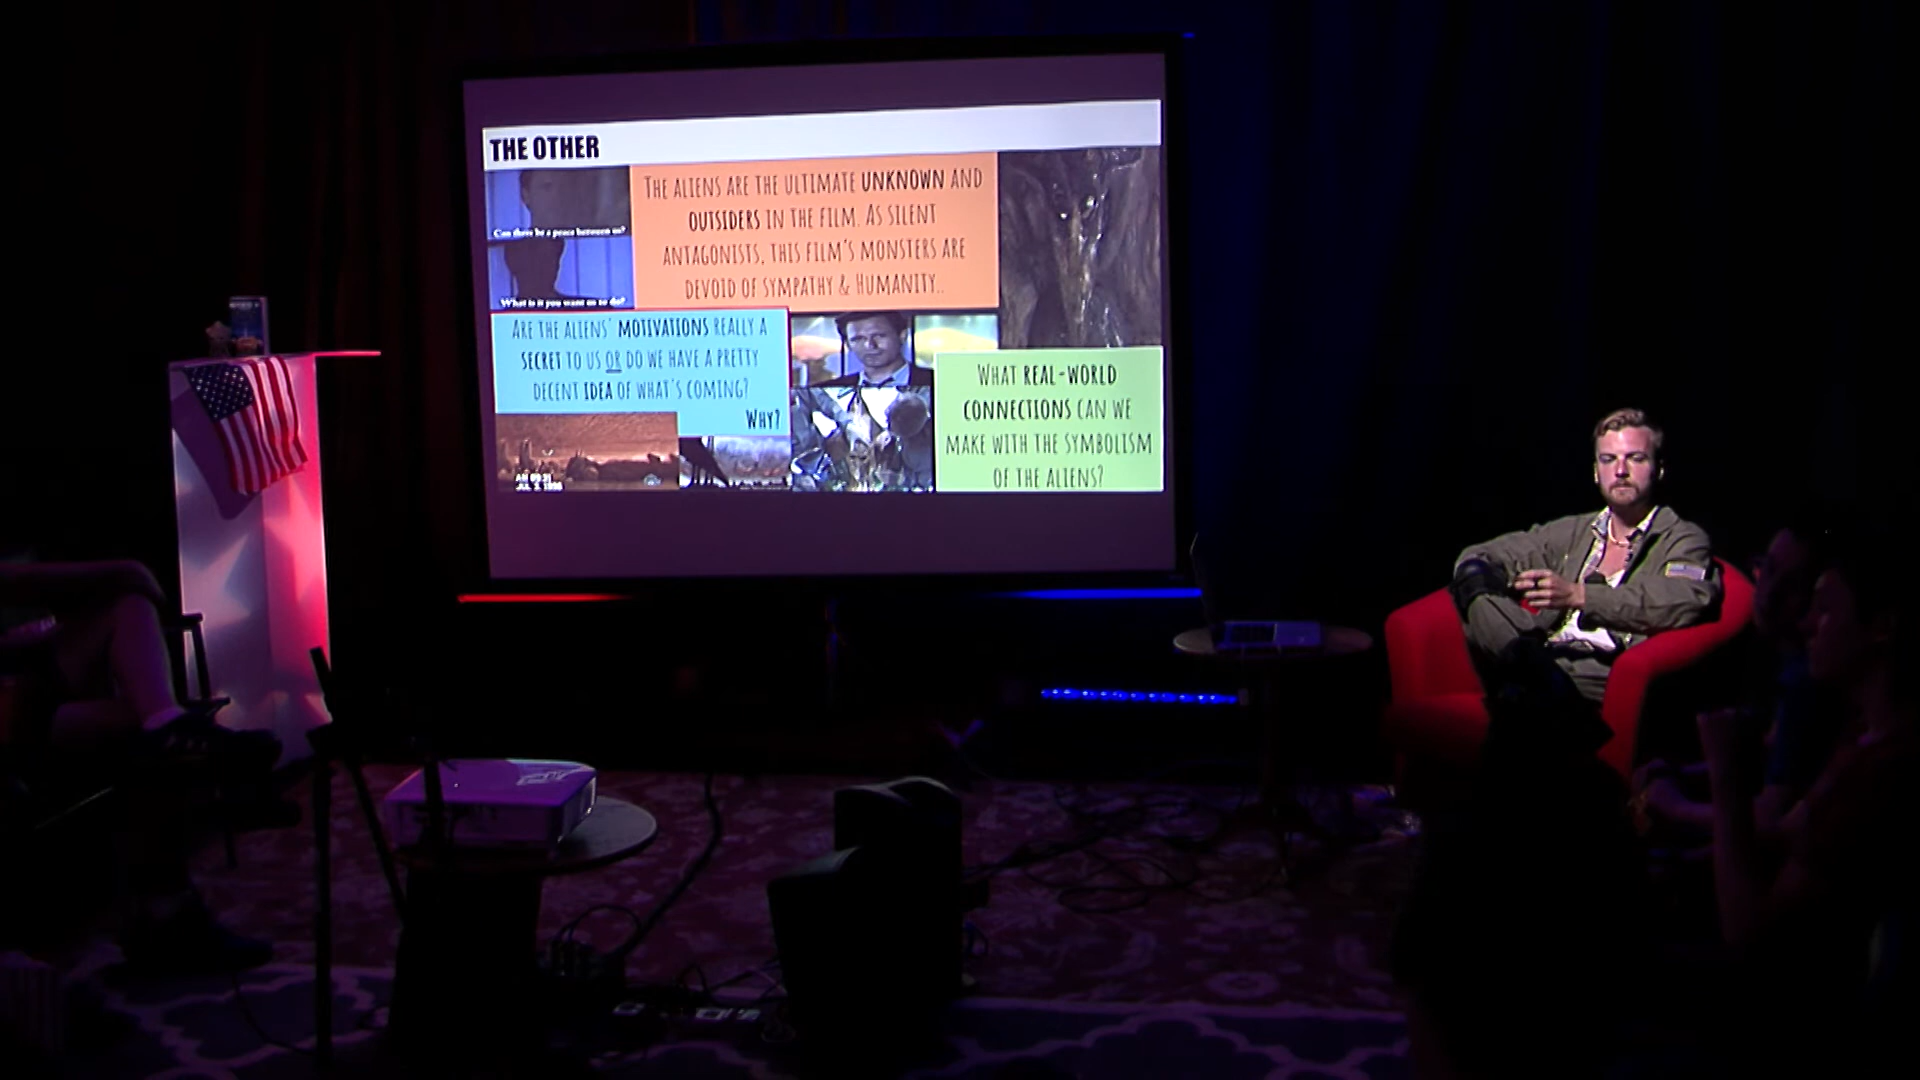 THE OTHER
Can there be a peace between us?
What is it you want us to do?
THE ALIENS ARE THE ULTIMATE UNKNOWN AND
OUTSIDERS IN THE FILM. AS SILENT
ANTAGONISTS, THIS FILM'S MONSTERS ARE
DEVOID OF SYMPATHY & HUMANITY..
ARE THE ALIENS' MOTIVATIONS REALLY A
SECRET TO US OR DO WE HAVE A PRETTY
DECENT IDEA OF WHAT'S COMING?
WHY?
WHAT REAL-WORLD
CONNECTIONS CAN WE
MAKE WITH THE SYMBOLISM
OF THE ALIENS?